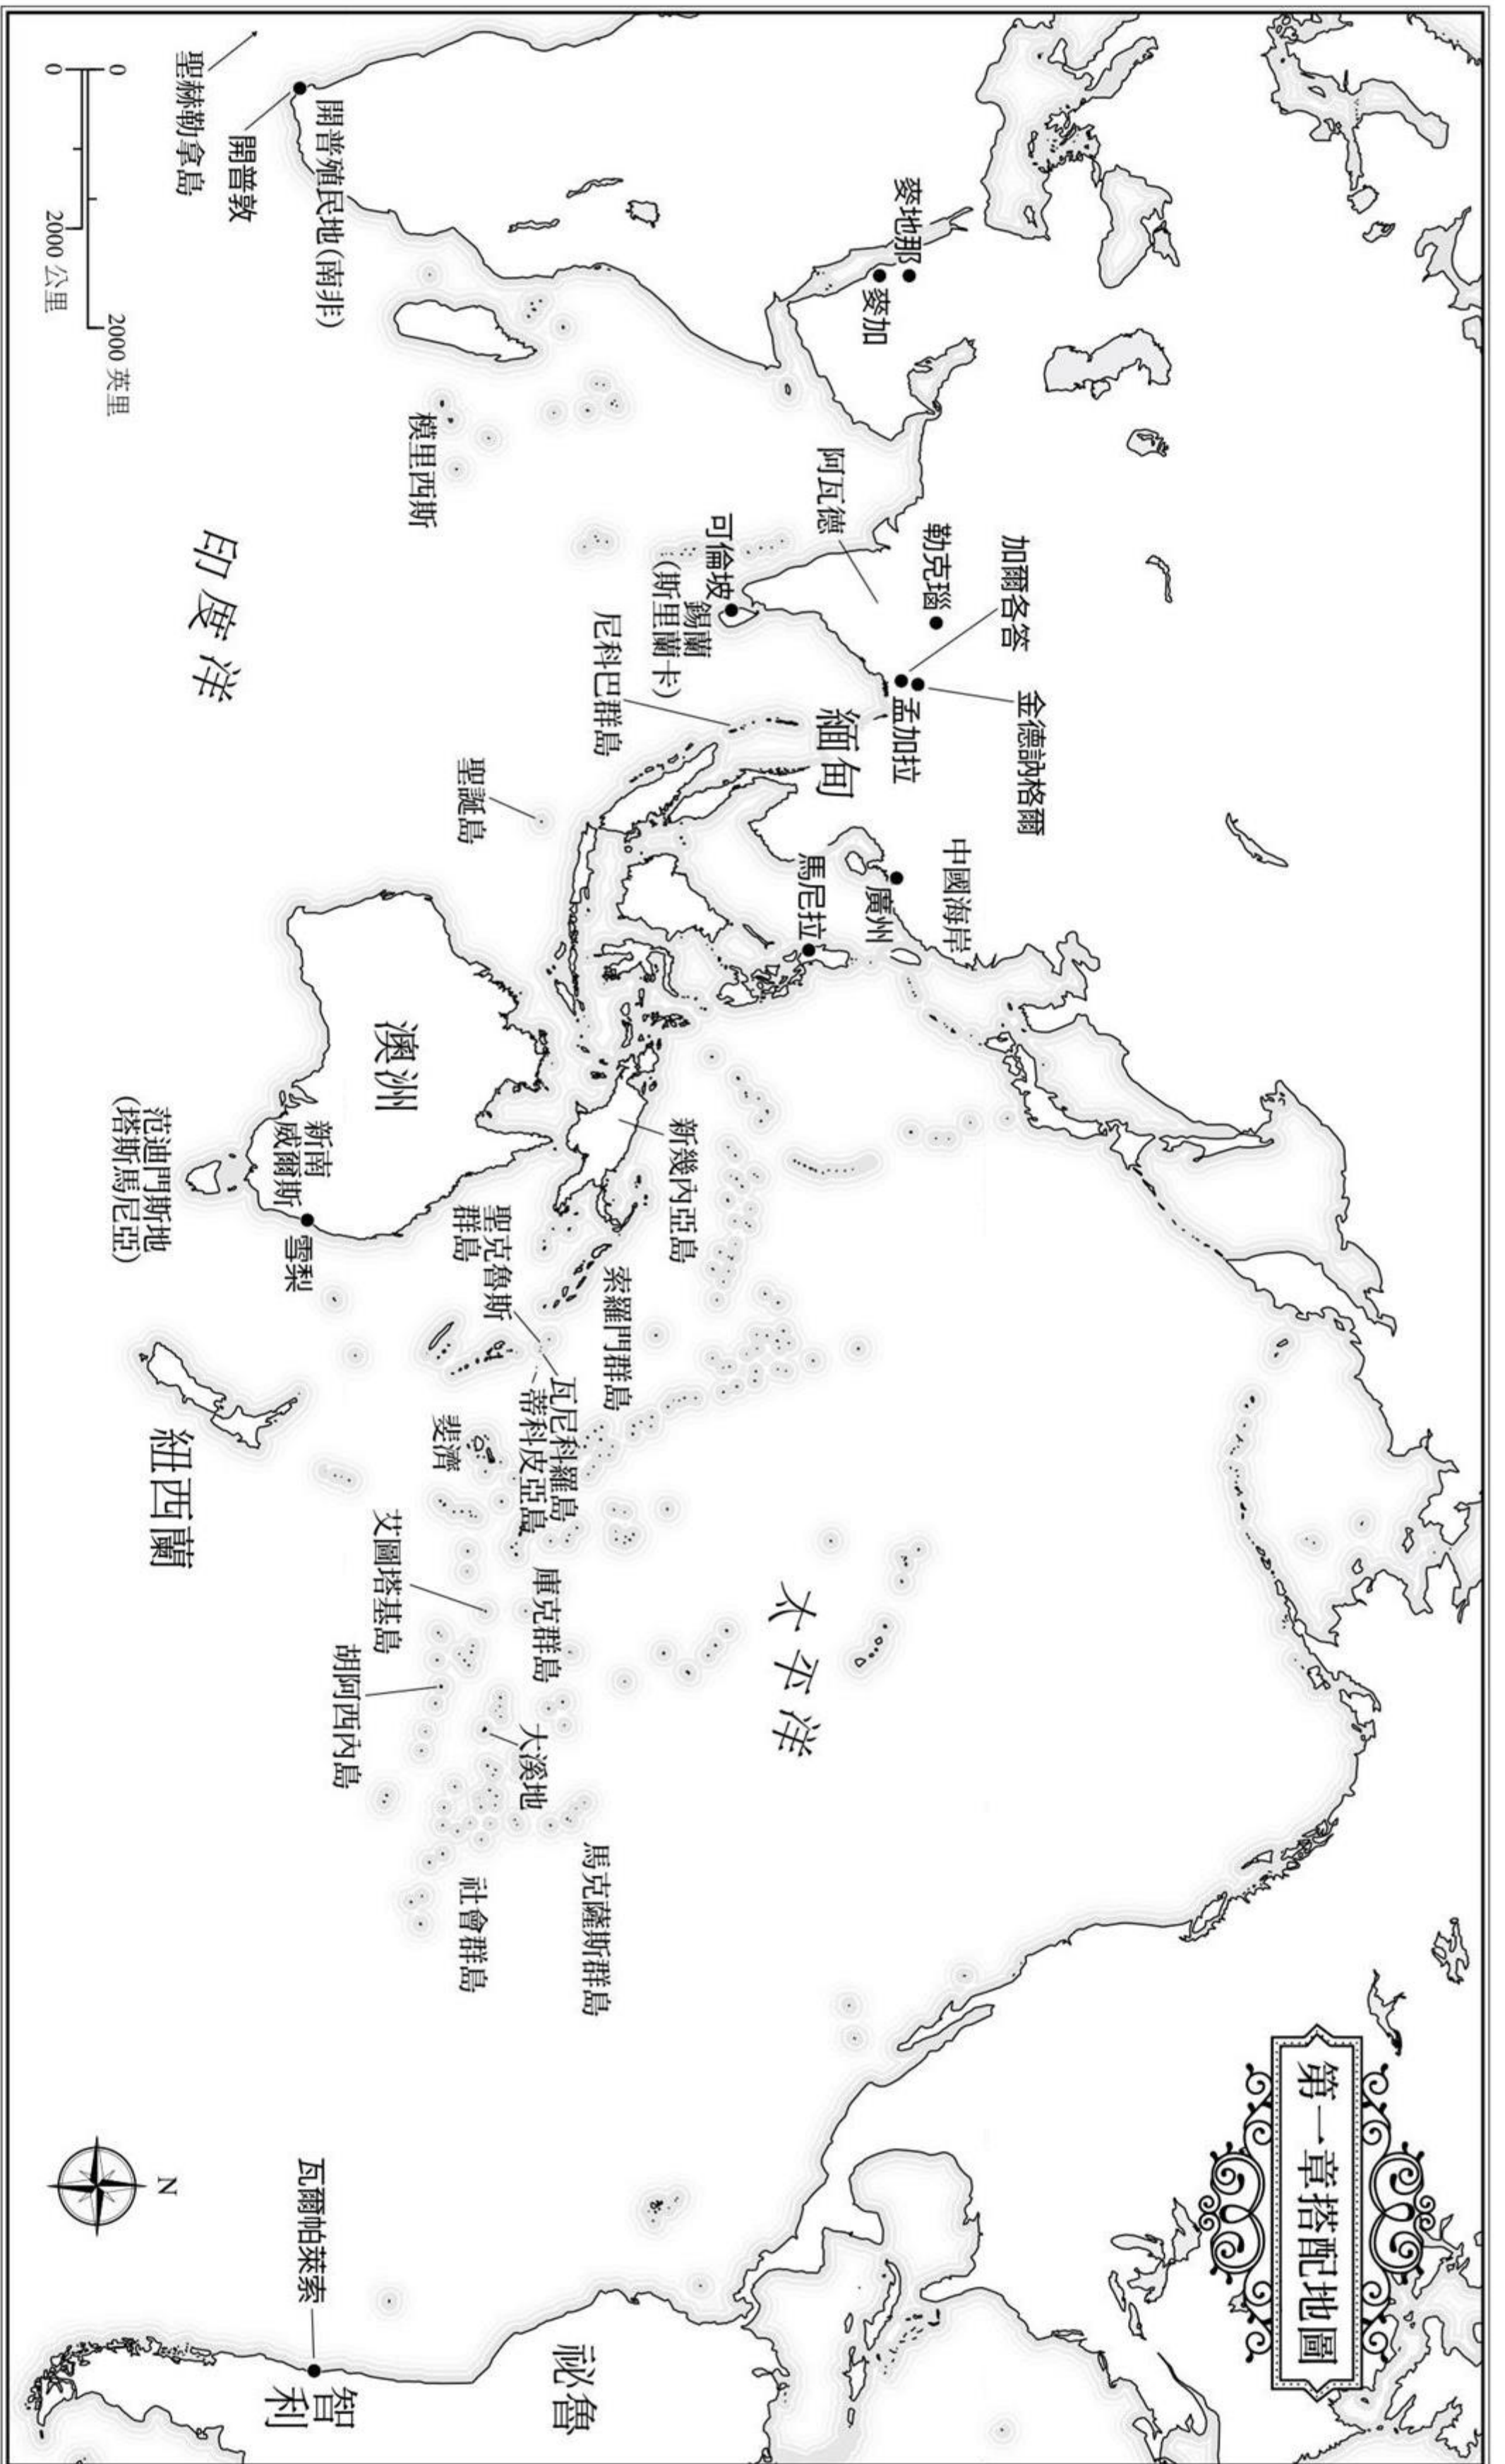 第一章搭配地圖
麥地那
麥加
阿瓦德
勒克瑙
加爾各答
金德訥格爾
孟加拉
緬甸
可倫坡
錫蘭
(斯里蘭卡)
尼科巴群島
聖誕島
中國海岸
廣州
馬尼拉
模里西斯
印度洋
開普殖民地(南非)
開普敦
聖赫勒拿島
澳洲
新南
威爾斯
雪梨
范迪門斯地
(塔斯馬尼亞)
新幾內亞島
索羅門群島
聖克魯斯
群島
瓦尼科羅島
蒂科皮亞島
斐濟
紐西蘭
艾圖塔基島
庫克群島
胡阿西內島
大溪地
社會群島
馬克薩斯群島
太平洋
祕魯
智利
瓦爾帕萊索
N
0
2000 英里
0
2000 公里